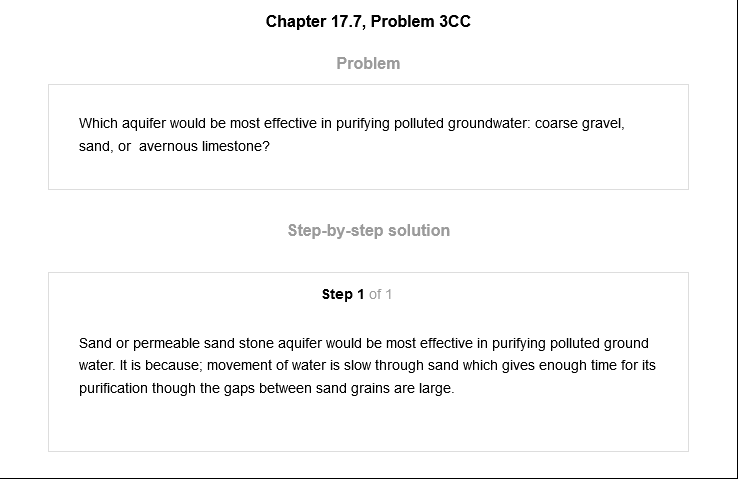 Chapter 17.7, Problem 3CC
Problem
Which aquifer would be most effective in purifying polluted groundwater: coarse gravel,
sand, or avernous limestone?
Step-by-step solution
Step 1 of 1
Sand or permeable sand stone aquifer would be most effective in purifying polluted ground
water. It is because; movement of water is slow through sand which gives enough time for its
purification though the gaps between sand grains are large.